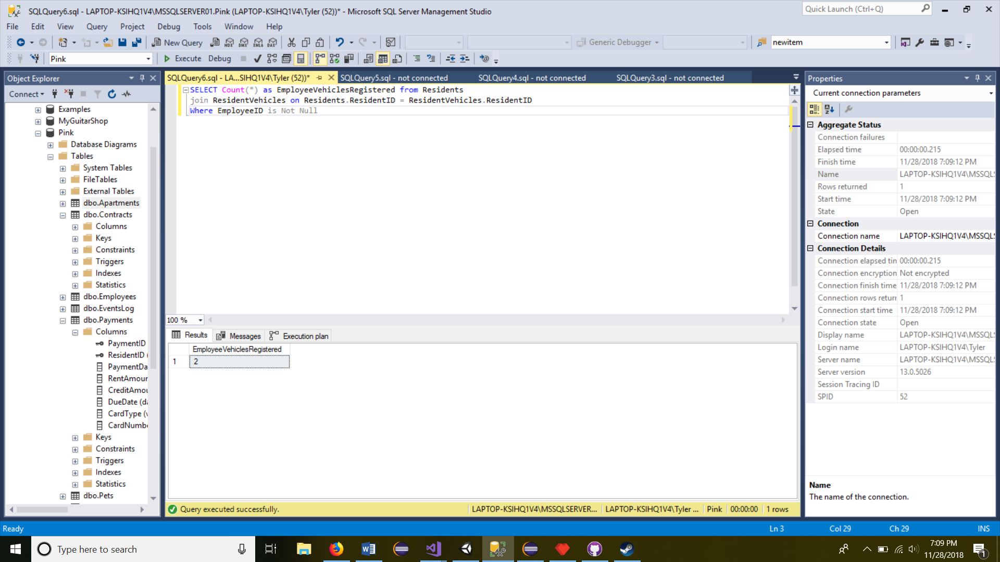 SQLQuery6.sql - LAPTOP-KSIHQ1V4\MSSQLSERVER01.Pink (LAPTOP-KSIHQ1V4\Tyler (52))* - Microsoft SQL Server Management Studio
Quick Launch (Ctrl+Q)
File Edit View Query Project Debug Tools Window Help
New Query MDX DMX XMLA DAX Generic Debugger newitem
Pink Execute Debug
Object Explorer
Connect
Examples
MyGuitarShop
Pink
Database Diagrams
Tables
System Tables
FileTables
External Tables
dbo.Apartments
dbo.Contracts
Columns
Keys
Constraints
Triggers
Indexes
Statistics
dbo.Employees
dbo.EventsLog
dbo.Payments
Columns
PaymentID
ResidentID (
PaymentDa
RentAmour
CreditAmou
DueDate (da
CardType (v
CardNumbe
Keys
Constraints
Triggers
Indexes
Statistics
dbo.Pets
SQLQuery6.sql - LA...SIHQ1V4\Tyler (52))* SQLQuery5.sql - not connected SQLQuery4.sql - not connected SQLQuery3.sql - not connected
SELECT Count(*) as EmployeeVehiclesRegistered from Residents
join ResidentVehicles on Residents.ResidentID = ResidentVehicles.ResidentID
Where EmployeeID is Not Null
100 %
Results Messages Execution plan
EmployeeVehiclesRegistered
1 2
Query executed successfully. LAPTOP-KSIHQ1V4\MSSQLSERVER... LAPTOP-KSIHQ1V4\Tyler ... Pink 00:00:00 1 rows
Properties
Current connection parameters
Aggregate Status
Connection failures
Elapsed time 00:00:00.215
Finish time 11/28/2018 7:09:12 PM
Name LAPTOP-KSIHQ1V4\MSSQLS
Rows returned 1
Start time 11/28/2018 7:09:12 PM
State Open
Connection
Connection name LAPTOP-KSIHQ1V4\MSSQLS
Connection Details
Connection elapsed tin 00:00:00.215
Connection encryption Not encrypted
Connection finish time 11/28/2018 7:09:12 PM
Connection rows returr 1
Connection start time 11/28/2018 7:09:12 PM
Connection state Open
Display name LAPTOP-KSIHQ1V4\MSSQLS
Login name LAPTOP-KSIHQ1V4\Tyler
Server name LAPTOP-KSIHQ1V4\MSSQLS
Server version 13.0.5026
Session Tracing ID
SPID 52
Name
The name of the connection.
Ready Ln 3 Col 29 Ch 29 INS
Type here to search
7:09 PM
11/28/2018
1